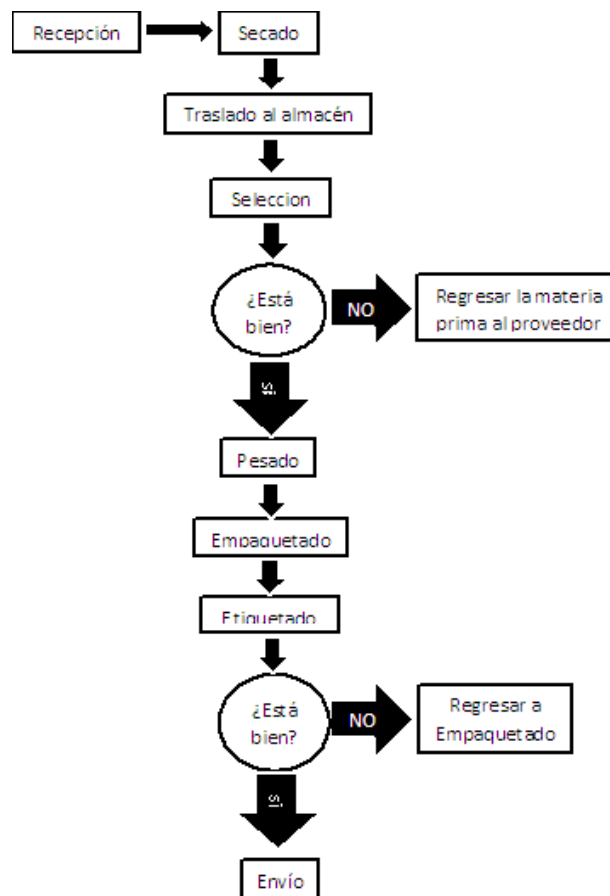 Recepción
Secado
Traslado al almacén
Seleccion
¿Está
bien?
NO
Regresar la materia
prima al proveedor
SI
Pesado
Empaquetado
Etiquetado
¿Está
bien?
NO
Regresar a
Empaquetado
SI
Envío